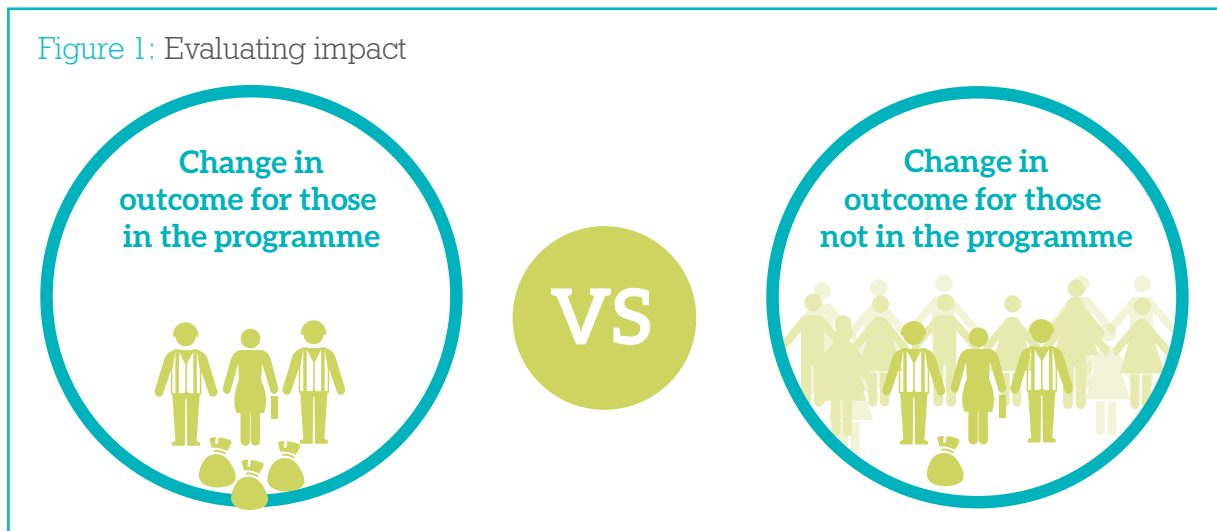 Figure 1: Evaluating impact
Change in
outcome for those
in the programme
VS
Change in
outcome for those
not in the programme